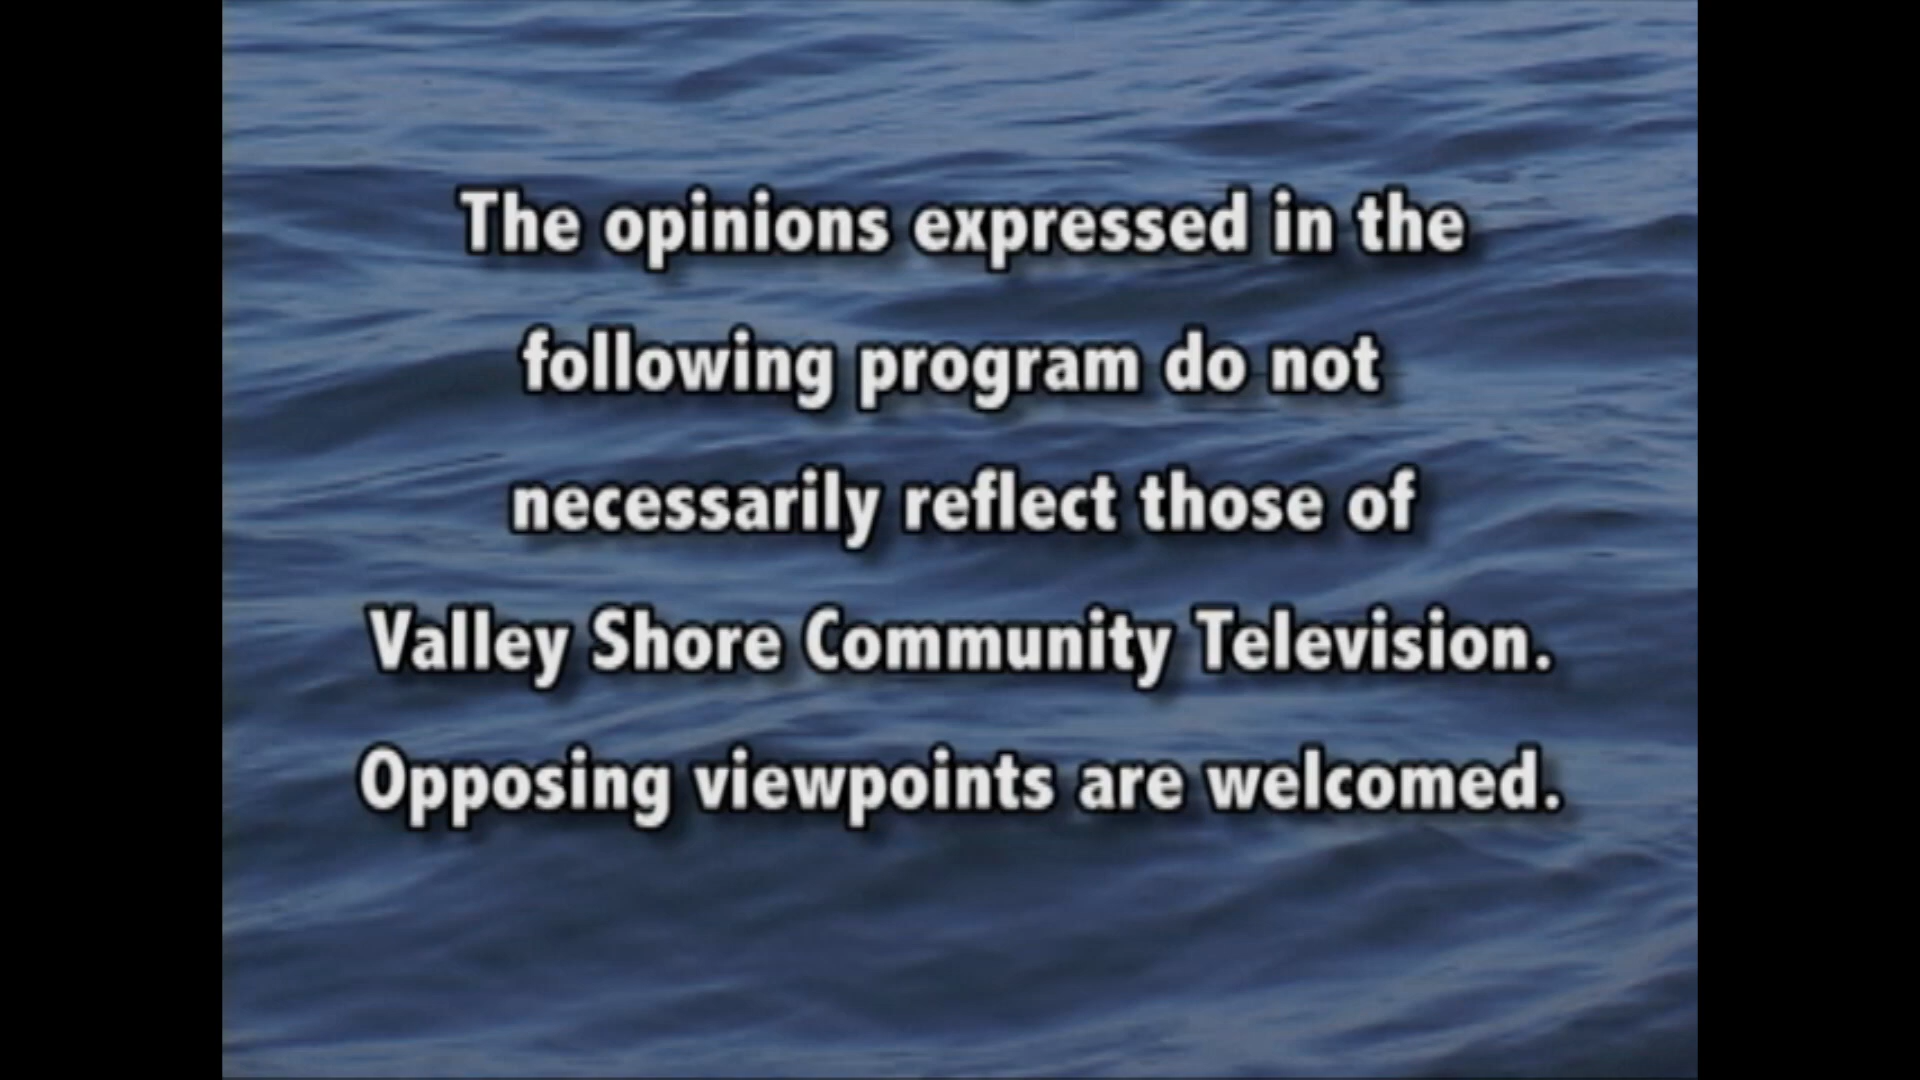 The opinions expressed in the
following program do not
necessarily reflect those of
Valley Shore Community Television.
Opposing viewpoints are welcomed.